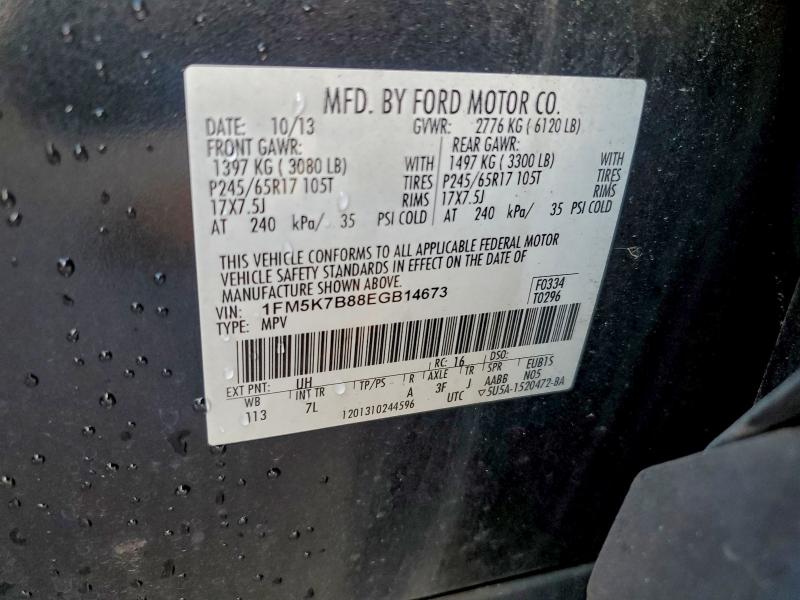 MFD. BY FORD MOTOR CO.
DATE: 10/13 GVWR: 2776 KG ( 6120 LB)
FRONT GAWR: REAR GAWR:
1397 KG ( 3080 LB) WITH 1497 KG ( 3300 LB) WITH
P245/65R17 105T TIRES P245/65R17 105T TIRES
17X7.5J RIMS 17X7.5J RIMS
AT 240 kPa/ 35 PSI COLD AT 240 kPa/ 35 PSI COLD
THIS VEHICLE CONFORMS TO ALL APPLICABLE FEDERAL MOTOR
VEHICLE SAFETY STANDARDS IN EFFECT ON THE DATE OF
MANUFACTURE SHOWN ABOVE.
VIN: 1FM5K7B88EGB14673 F0334
TYPE: MPV T0296
EXT PNT: UH RC: 16 DSO:
WB INT TR TP/PS R AXLE TR SPR EUB1S
113 7L A 3F J AABB N05
1201310244596 UTC ▽5U5A-1520472-BA